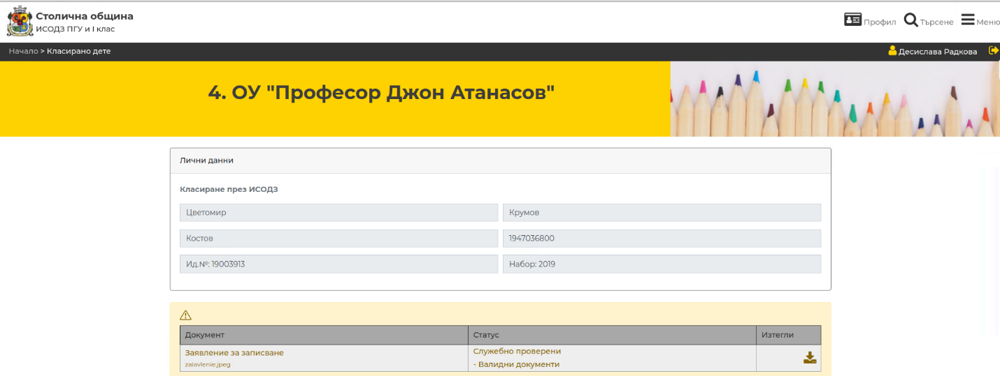 Столична община
ИСОДЗ ПГУ и I клас
Профил Търсене Меню
Начало > Класирано дете
Десислава Радкова
4. ОУ "Професор Джон Атанасов"
Лични данни
Класиране през ИСОДЗ
Цветомир Крумов
Костов 1947036800
Ид.№: 19003913 Набор: 2019
Документ Статус Изтегли
Заявление за записване
zaiavlenie.jpeg
Служебно проверени
- Валидни документи